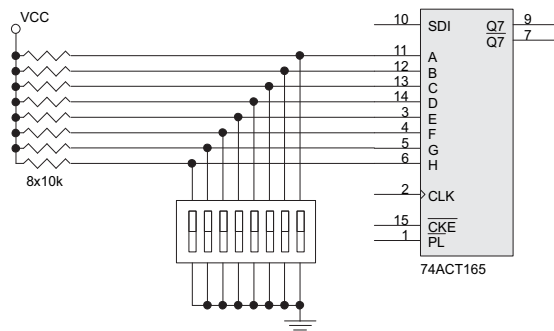 VCC
10 SDI Q7 9
Q7 7
11 A
12 B
13 C
14 D
3 E
4 F
5 G
6 H
8x10k
2 CLK
15 CKE
1 PL
74ACT165